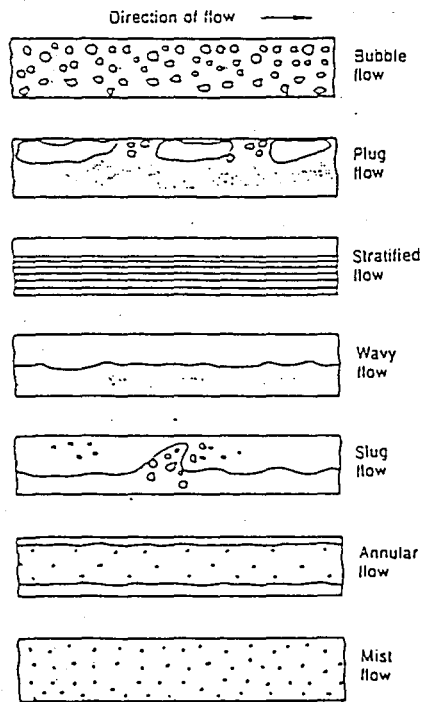 Direction of flow
Bubble
flow
Plug
flow
Stratified
flow
Wavy
flow
Slug
flow
Annular
flow
Mist
flow